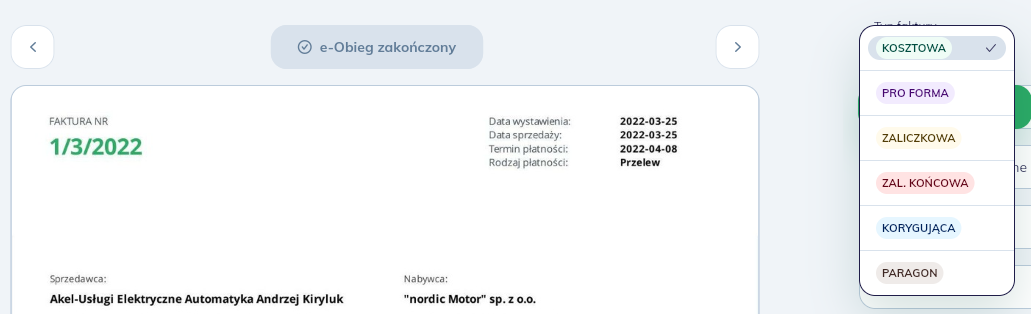 e-Obieg zakończony
FAKTURA NR
1/3/2022
Data wystawienia: 2022-03-25
Data sprzedaży: 2022-03-25
Termin płatności: 2022-04-08
Rodzaj płatności: Przelew
Sprzedawca:
Akel-Usługi Elektryczne Automatyka Andrzej Kiryluk
Nabywca:
"nordic Motor" sp. z o.o.
Typ faktury
KOSZTOWA
PRO FORMA
ZALICZKOWA
ZAL. KOŃCOWA
KORYGUJĄCA
PARAGON